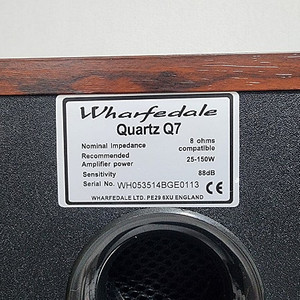 Wharfedale
Quartz Q7
Nominal Impedance 8 ohms compatible
Recommended Amplifier power 25-150W
Sensitivity 88dB
Serial No. WH053514BGE0113 CE
WHARFEDALE LTD. PE29 6XU ENGLAND